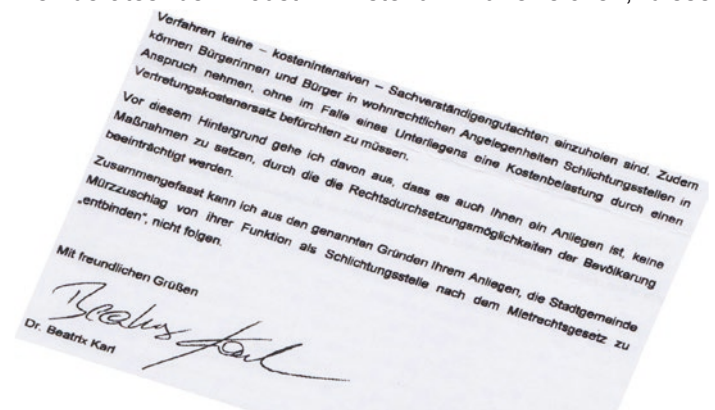 Verfahren keine – kostenintensiven – Sachverständigengutachten einzuholen sind. Zudem
können Bürgerinnen und Bürger in wohnrechtlichen Angelegenheiten Schlichtungsstellen in
Anspruch nehmen, ohne im Falle eines Unterliegens eine Kostenbelastung durch einen
Vertretungskostenersatz befürchten zu müssen.
Vor diesem Hintergrund gehe ich davon aus, dass es auch Ihnen ein Anliegen ist, keine
Maßnahmen zu setzen, durch die die Rechtsdurchsetzungsmöglichkeiten der Bevölkerung
beeinträchtigt werden.
Zusammengefasst kann ich aus den genannten Gründen Ihrem Anliegen, die Stadtgemeinde
Mürzzuschlag von ihrer Funktion als Schlichtungsstelle nach dem Mietrechtsgesetz zu
„entbinden“, nicht folgen.
Mit freundlichen Grüßen
Beatrix Karl
Dr. Beatrix Karl